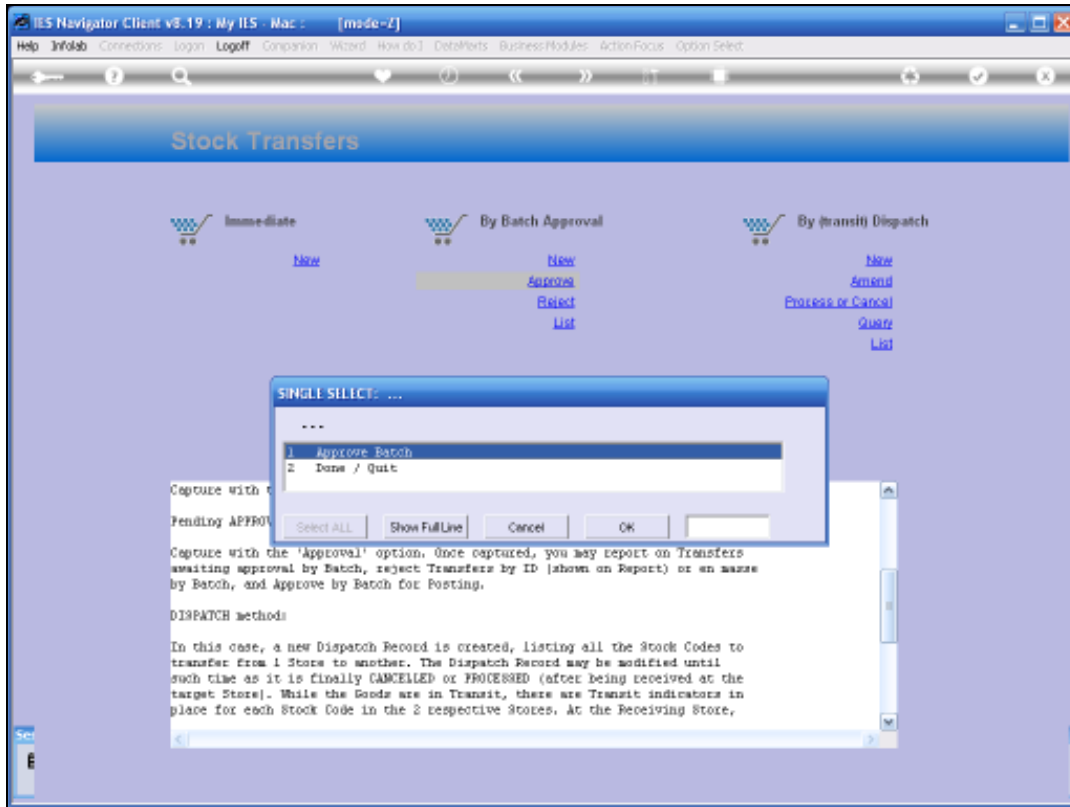 IES Navigator Client v8.19 : My IES - Mac : [mode=Z]
Help Infolab Connections Logon Logoff Companion Wizard How do I DataAlerts Business Modules Action Focus Option Select
Stock Transfers
Immediate
New
By Batch Approval
New
Approve
Reject
List
By (transit) Dispatch
New
Amend
Process or Cancel
Query
List
SINGLE SELECT: ...
...
1 Approve Batch
2 Done / Quit
Select ALL Show Full Line Cancel OK
Capture with t
Pending APPROV
Capture with the 'Approval' option. Once captured, you may report on Transfers
awaiting approval by Batch, reject Transfers by ID (shown on Report) or en masse
by Batch, and Approve by Batch for Posting.
DISPATCH method:
In this case, a new Dispatch Record is created, listing all the Stock Codes to
transfer from 1 Store to another. The Dispatch Record may be modified until
such time as it is finally CANCELLED or PROCESSED (after being received at the
target Store). While the Goods are in Transit, there are Transit indicators in
place for each Stock Code in the 2 respective Stores. At the Receiving Store,